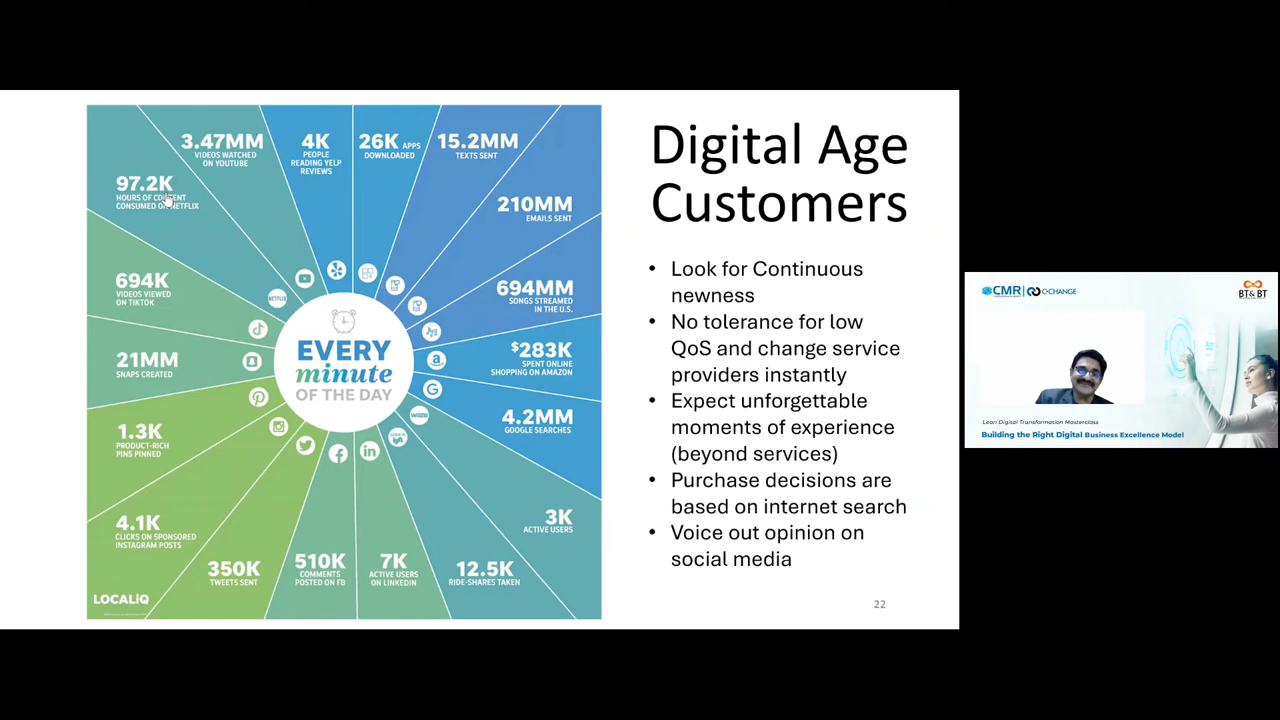 3.47MM
VIDEOS WATCHED
ON YOUTUBE
4K
PEOPLE
READING YELP
REVIEWS
26K APPS
DOWNLOADED
15.2MM
TEXTS SENT
97.2K
HOURS OF CONTENT
CONSUMED ON NETFLIX
210MM
EMAILS SENT
694K
VIDEOS VIEWED
ON TIKTOK
694MM
SONGS STREAMED
IN THE U.S.
NETFLIX
21MM
SNAPS CREATED
EVERY
minute
OF THE DAY
$283K
SPENT ONLINE
SHOPPING ON AMAZON
1.3K
PRODUCT-RICH
PINS PINNED
4.2MM
GOOGLE SEARCHES
waze
UBER
4.1K
CLICKS ON SPONSORED
INSTAGRAM POSTS
3K
ACTIVE USERS
350K
TWEETS SENT
510K
COMMENTS
POSTED ON FB
7K
ACTIVE USERS
ON LINKEDIN
12.5K
RIDE-SHARES TAKEN
LOCALiQ
Digital Age
Customers
• Look for Continuous
newness
• No tolerance for low
QoS and change service
providers instantly
• Expect unforgettable
moments of experience
(beyond services)
• Purchase decisions are
based on internet search
• Voice out opinion on
social media
22
CMR | C-CHANGE
BT& BT
Lean Digital Transformation Masterclass
Building the Right Digital Business Excellence Model